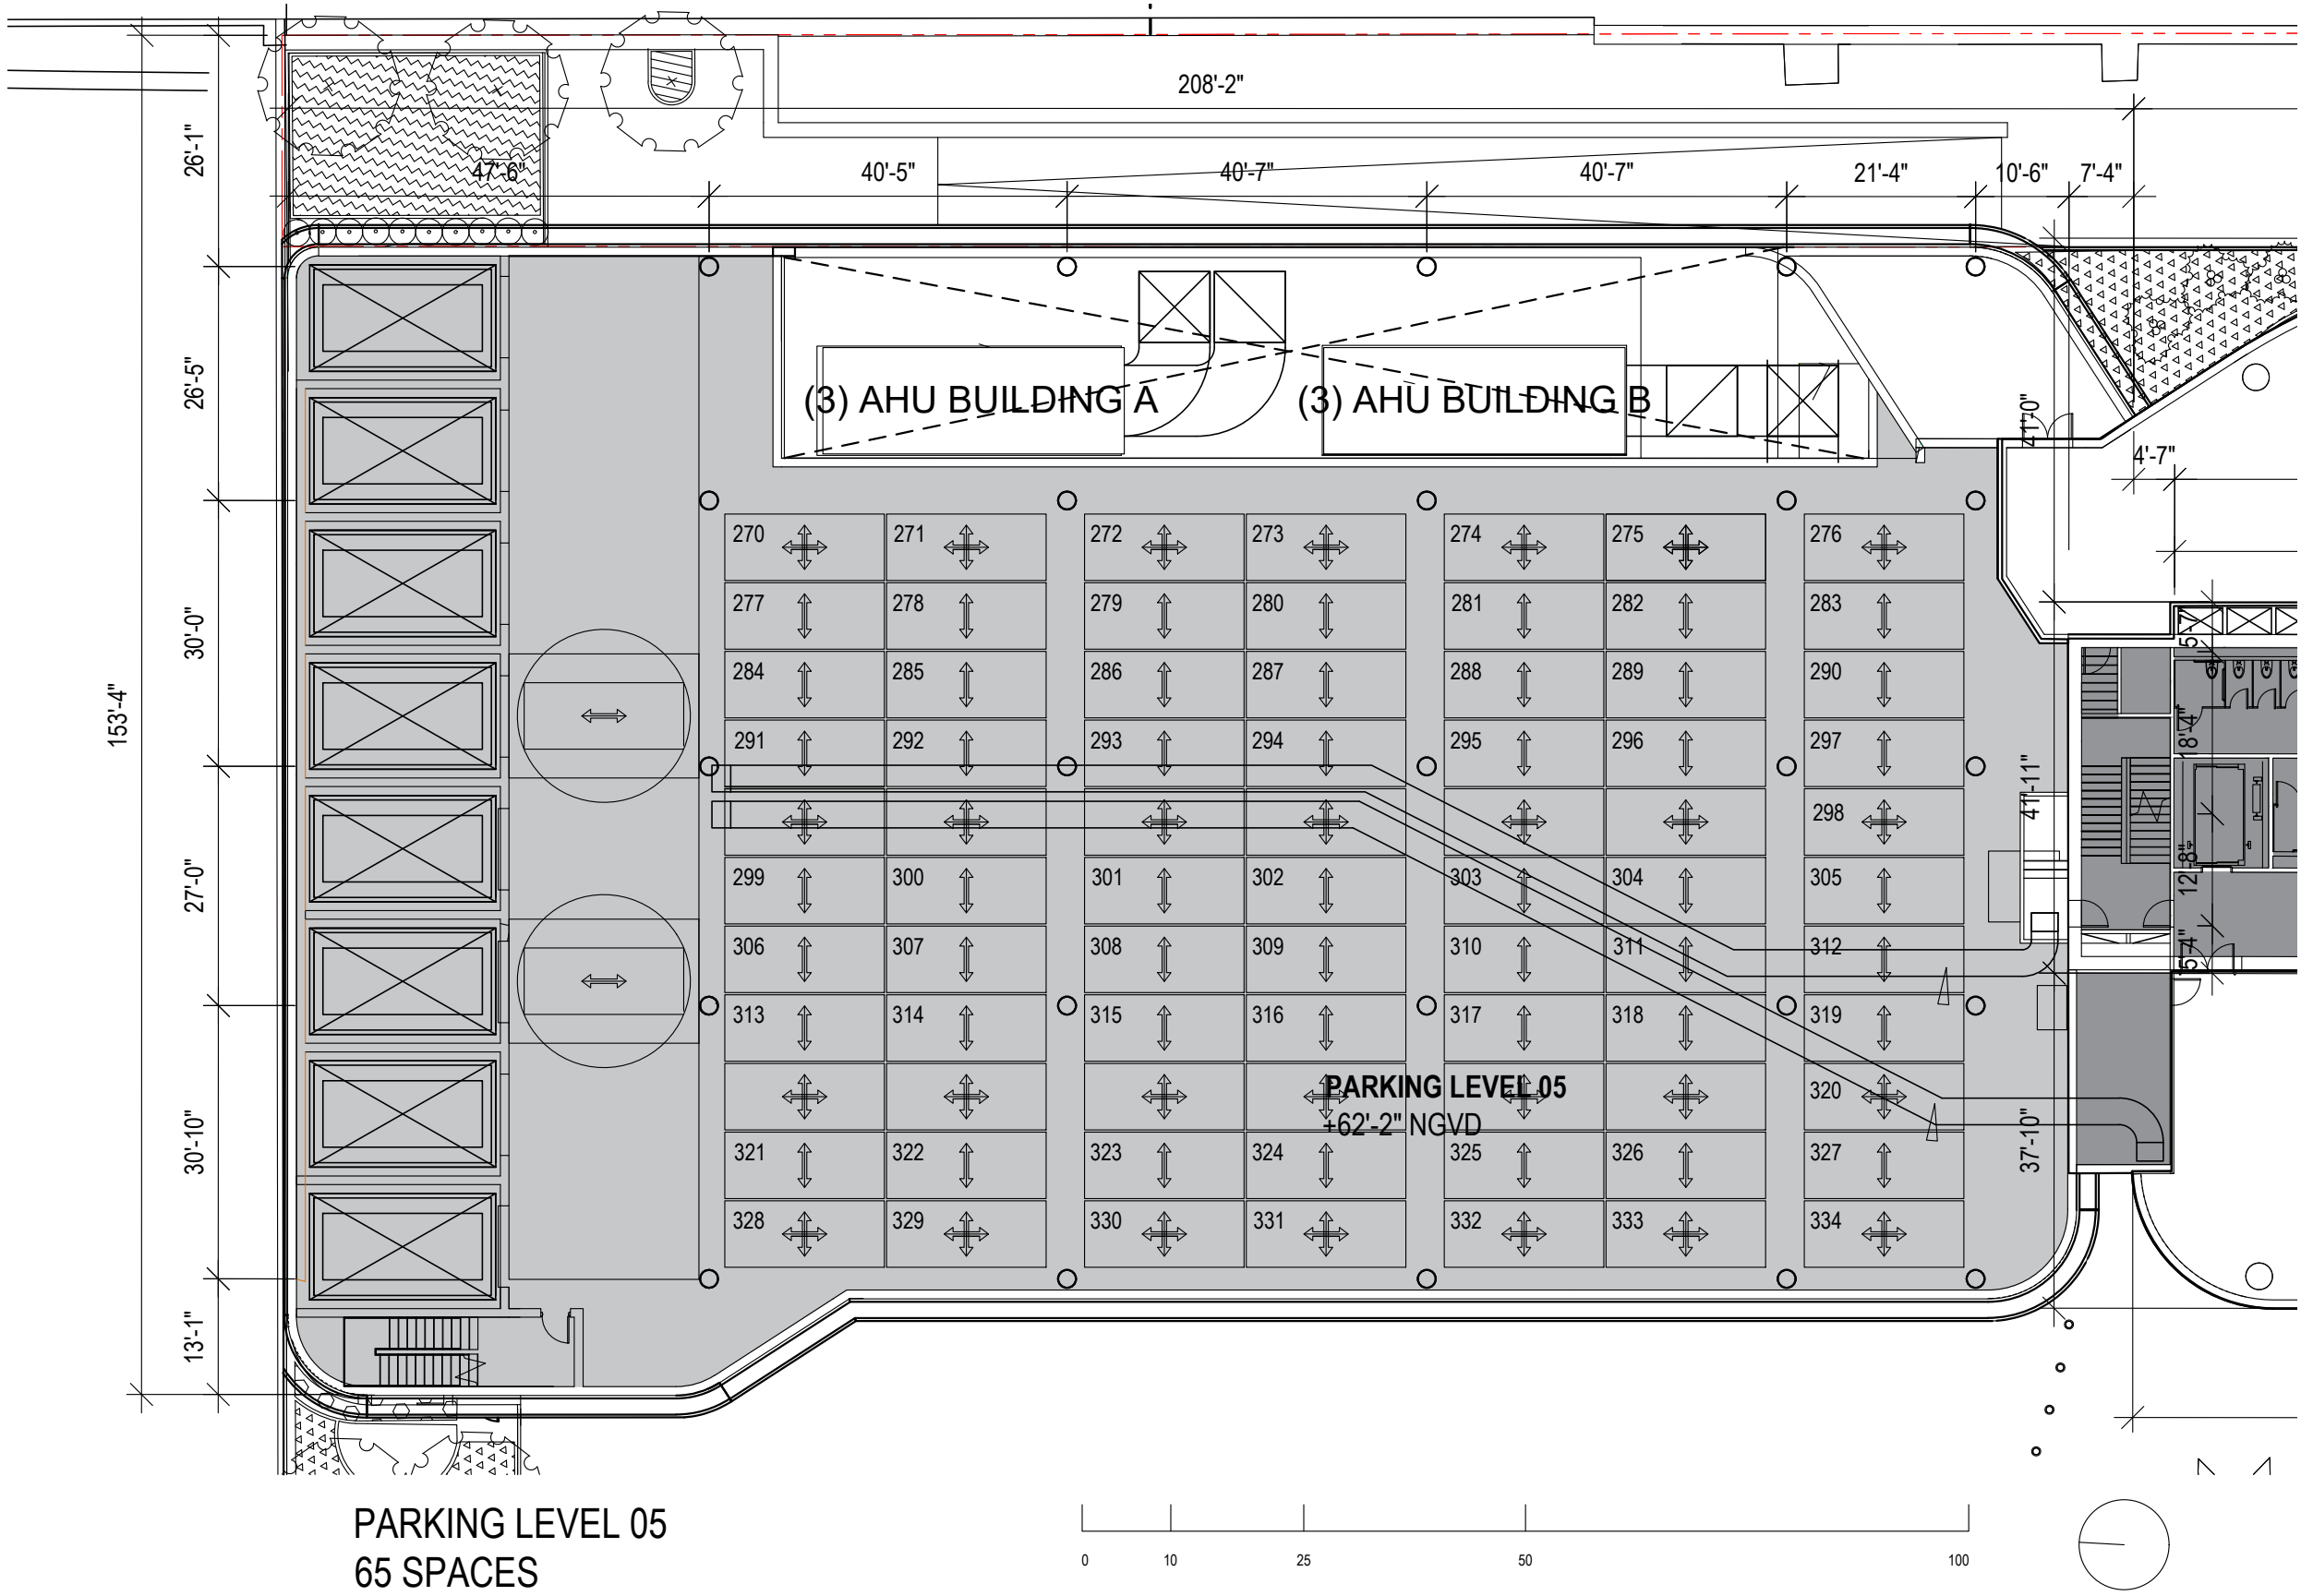 208'-2"
26'-1"
47'-6"
40'-5"
40'-7"
40'-7"
21'-4"
10'-6"
7'-4"
26'-5"
(3) AHU BUILDING A
(3) AHU BUILDING B
41'-0"
4'-7"
270 271 272 273 274 275 276
277 278 279 280 281 282 283
30'-0"
5'-7"
284 285 286 287 288 289 290
153'-4"
18'-4"
291 292 293 294 295 296 297
41'-11"
298
27'-0"
12'-8"
299 300 301 302 303 304 305
306 307 308 309 310 311 312
5'-4"
313 314 315 316 317 318 319
PARKING LEVEL 05
320
+62'-2" NGVD
30'-10"
37'-10"
321 322 323 324 325 326 327
328 329 330 331 332 333 334
13'-1"
PARKING LEVEL 05
65 SPACES
0 10 25 50 100